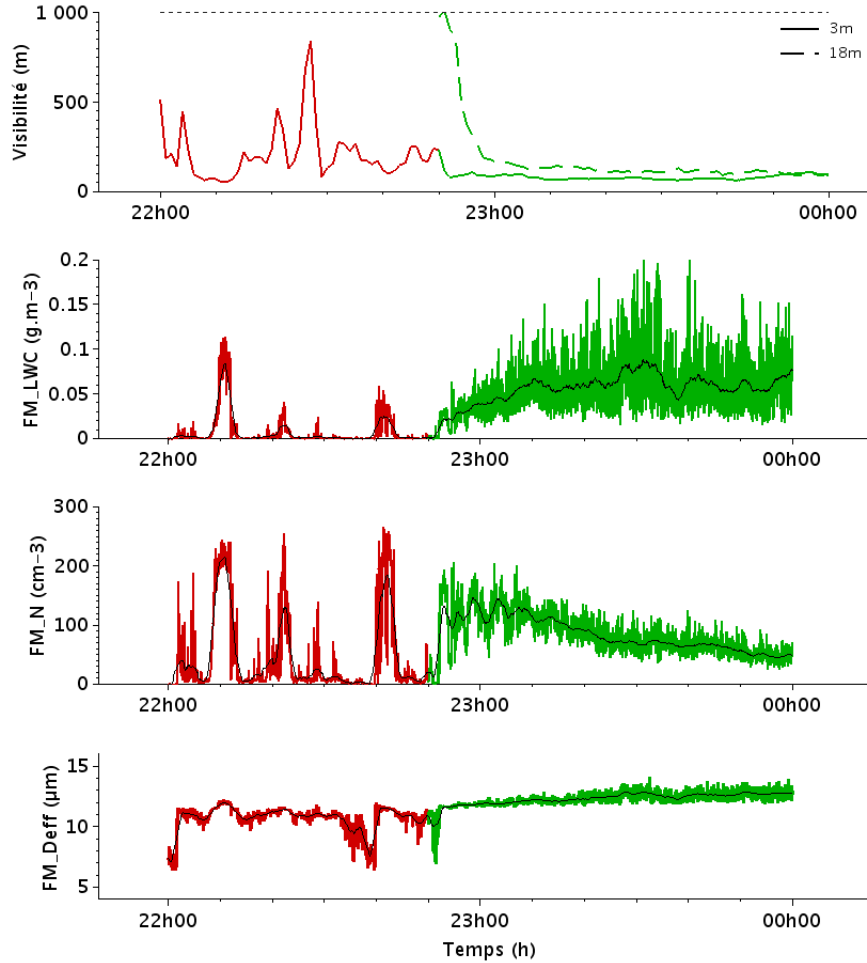 1 000
500
0
Visibilité (m)
3m
18m
22h00 23h00 00h00
0.2
0.15
0.1
0.05
0
FM_LWC (g.m−3)
22h00 23h00 00h00
300
200
100
0
FM_N (cm−3)
22h00 23h00 00h00
15
10
5
FM_Deff (µm)
22h00 23h00 00h00
Temps (h)